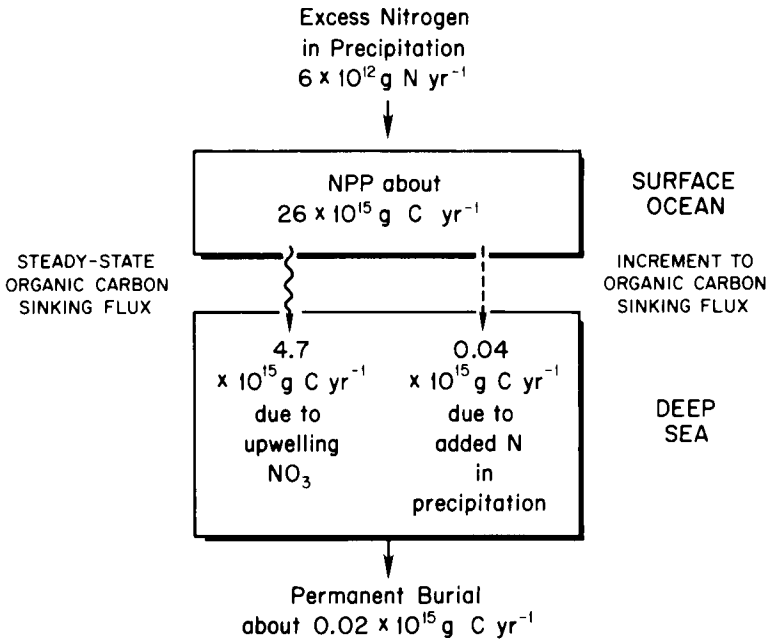 Excess Nitrogen
in Precipitation
6 × 10¹² g N yr⁻¹
NPP about
26 × 10¹⁵ g C yr⁻¹
SURFACE
OCEAN
STEADY-STATE
ORGANIC CARBON
SINKING FLUX
INCREMENT TO
ORGANIC CARBON
SINKING FLUX
4.7
× 10¹⁵ g C yr⁻¹
due to
upwelling
NO₃
0.04
× 10¹⁵ g C yr⁻¹
due to
added N
in
precipitation
DEEP
SEA
Permanent Burial
about 0.02 × 10¹⁵ g C yr⁻¹